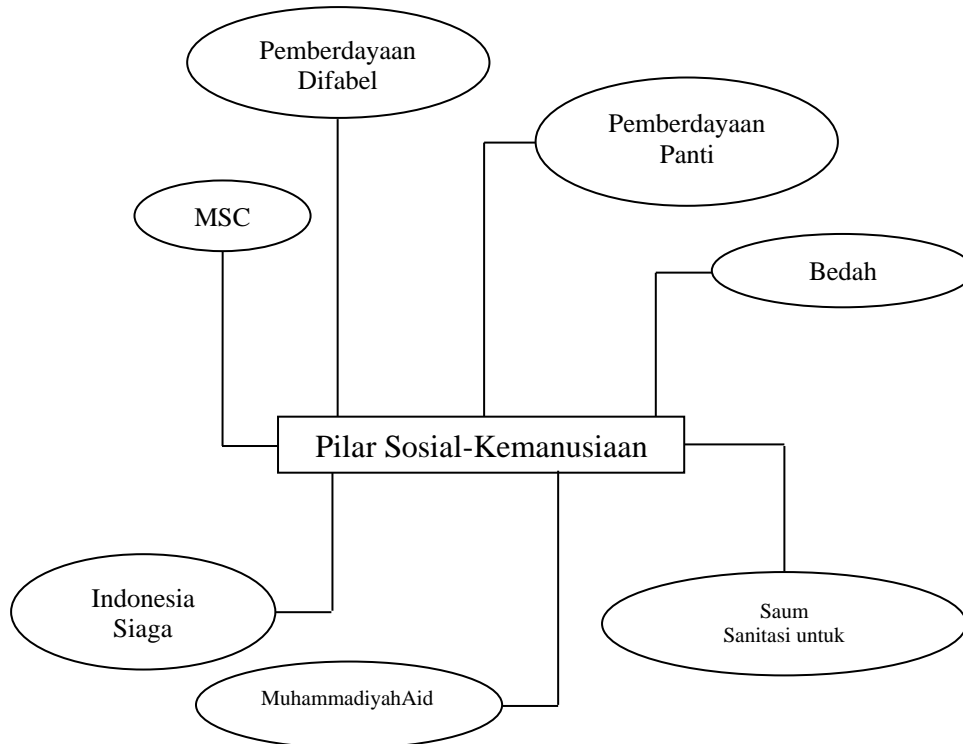 Pemberdayaan
Difabel
Pemberdayaan
Panti
MSC
Bedah
Pilar Sosial-Kemanusiaan
Indonesia
Siaga
Saum
Sanitasi untuk
MuhammadiyahAid